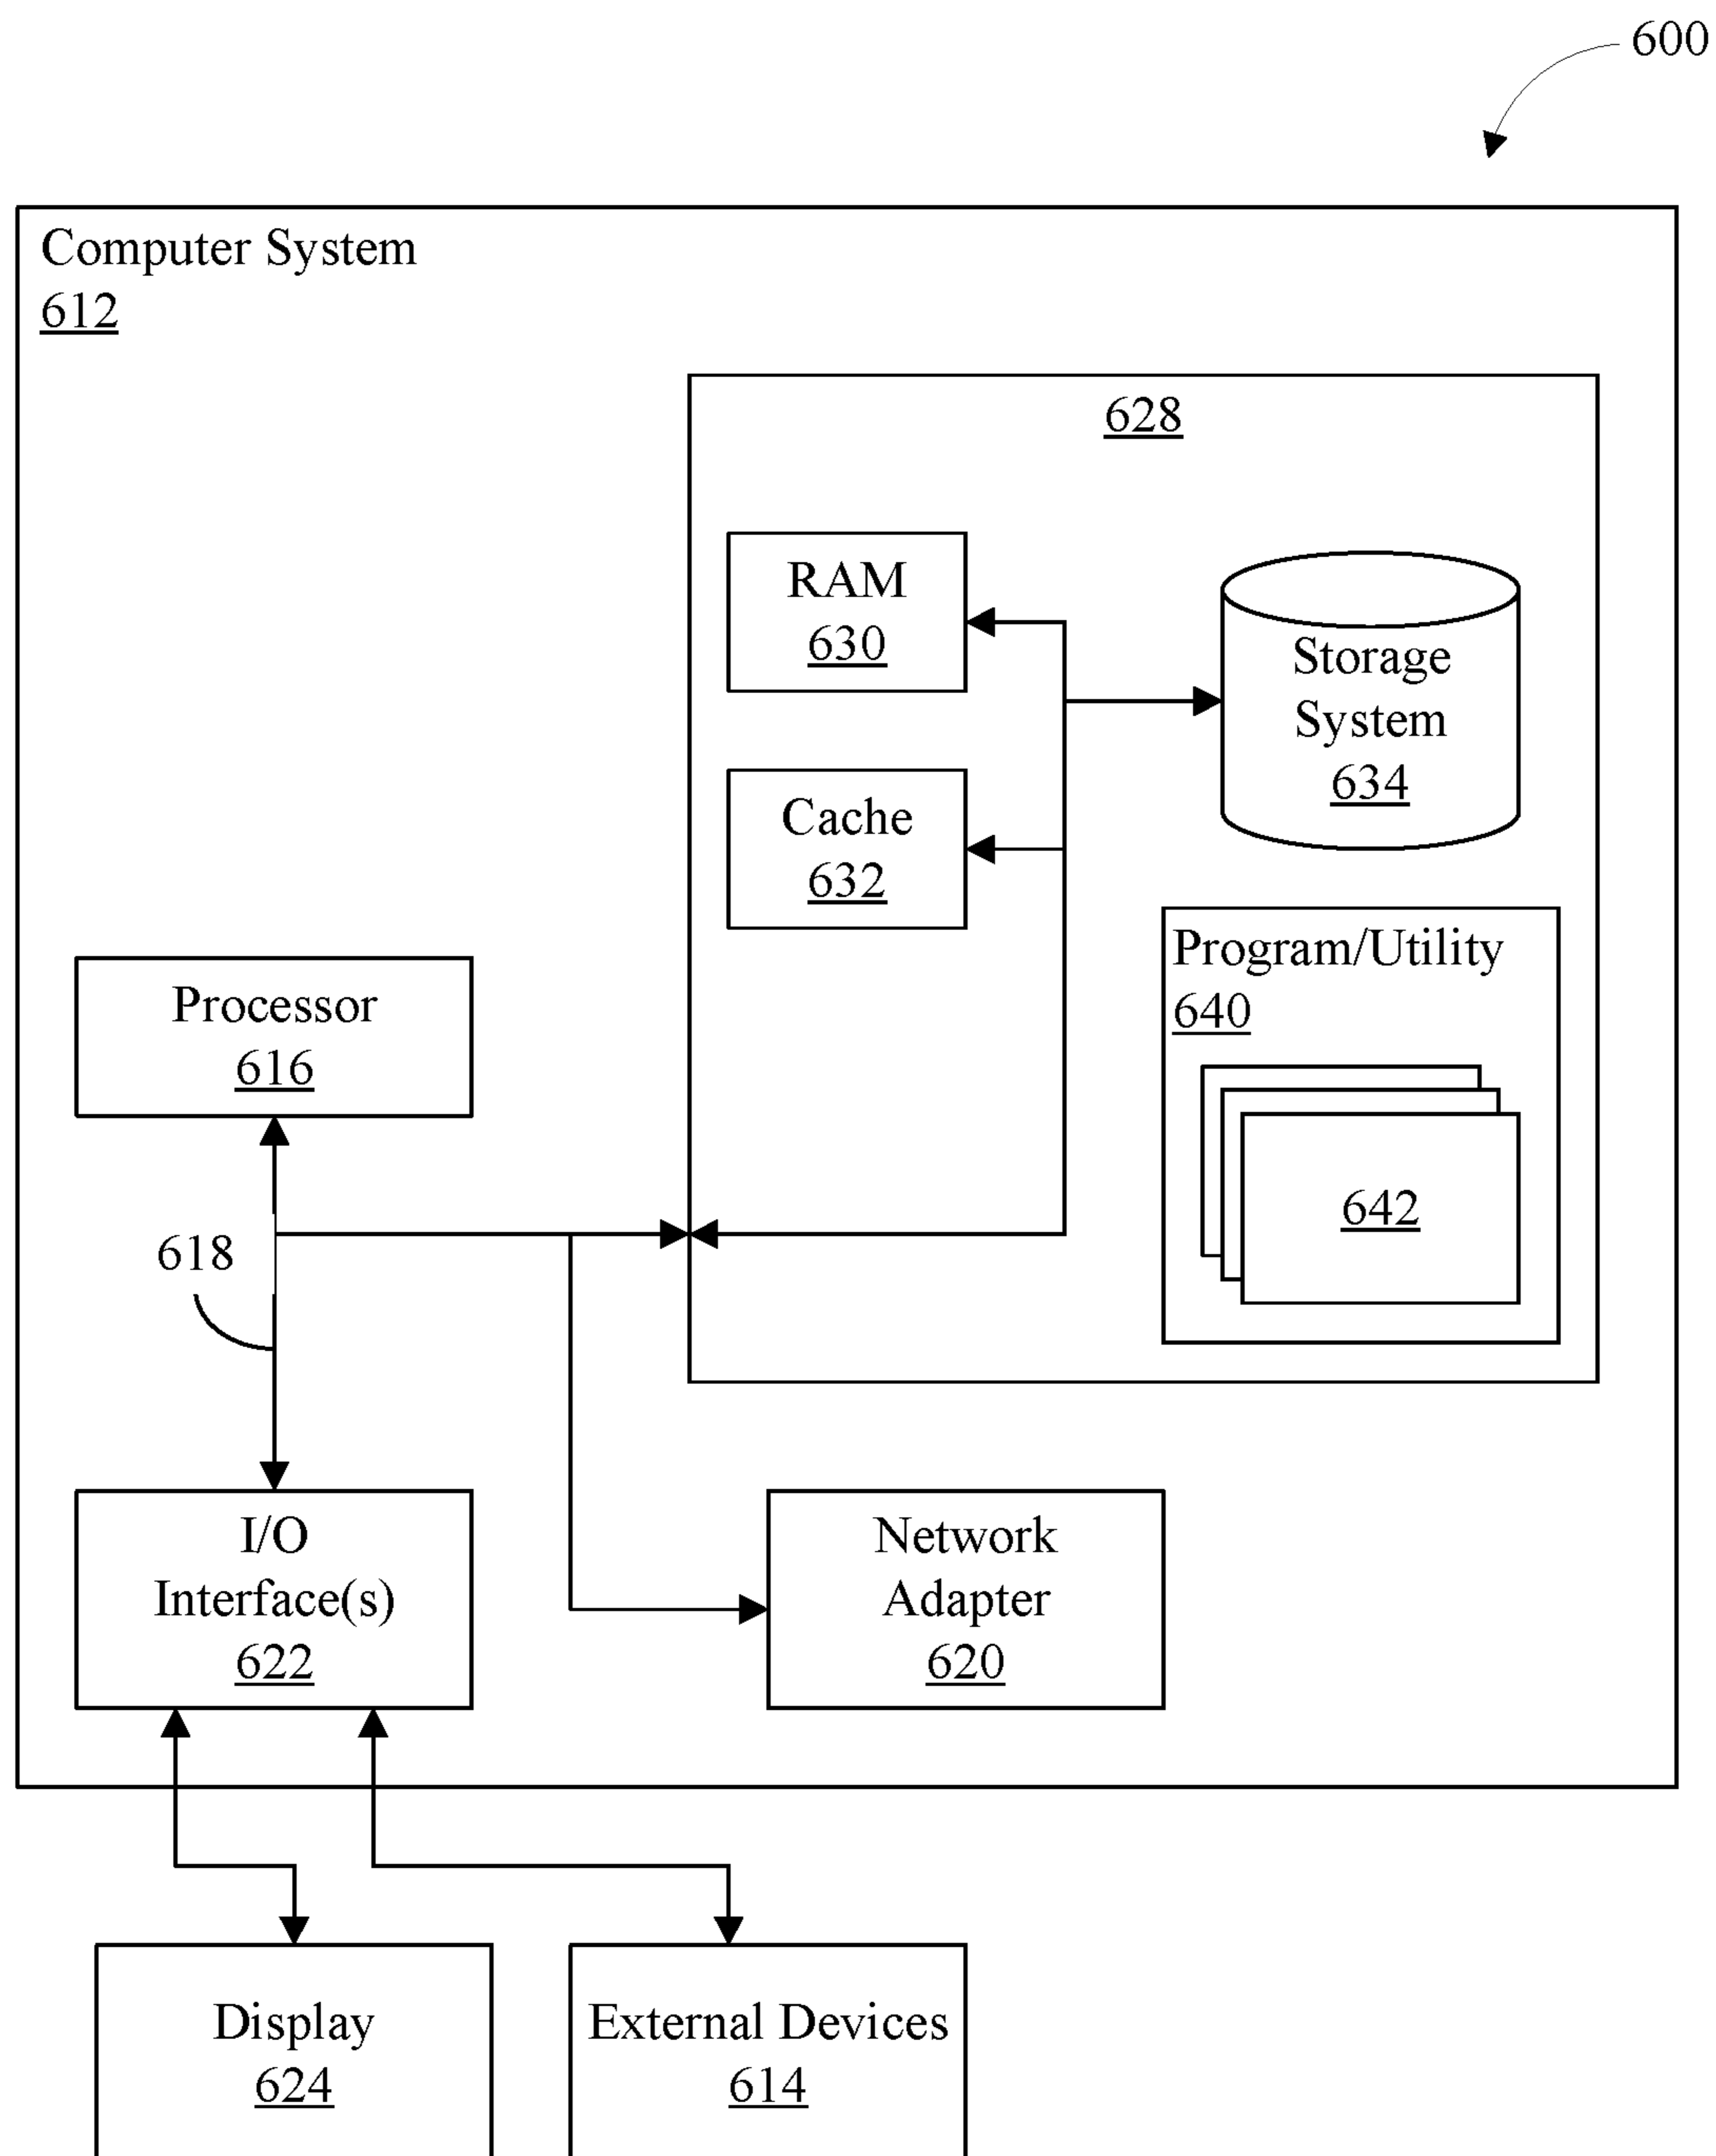 600
Computer System
612
628
RAM
630
Storage
System
634
Cache
632
Program/Utility
640
Processor
616
642
618
I/O
Interface(s)
622
Network
Adapter
620
Display
624
External Devices
614